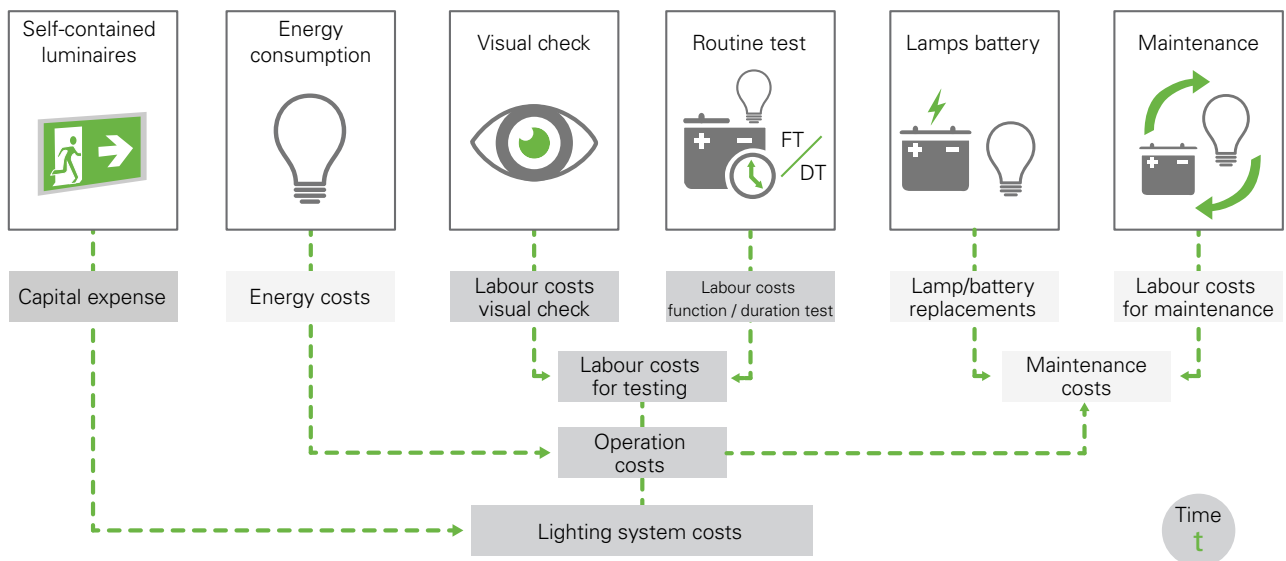 Self-contained
luminaires
Energy
consumption
Visual check
Routine test
Lamps battery
Maintenance
FT
DT
Capital expense
Energy costs
Labour costs
visual check
Labour costs
function / duration test
Lamp/battery
replacements
Labour costs
for maintenance
Labour costs
for testing
Maintenance
costs
Operation
costs
Lighting system costs
Time
t